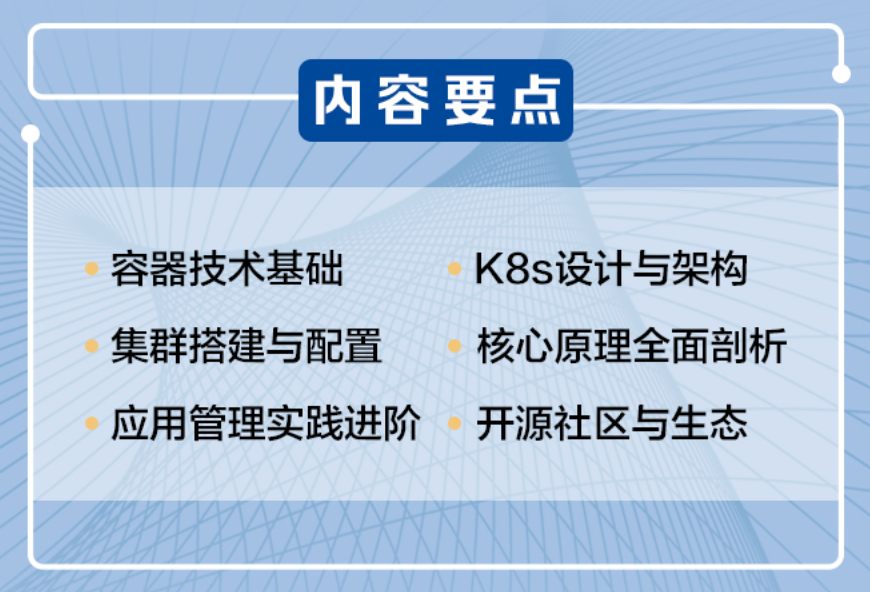 内容要点
容器技术基础
K8s设计与架构
集群搭建与配置
核心原理全面剖析
应用管理实践进阶
开源社区与生态